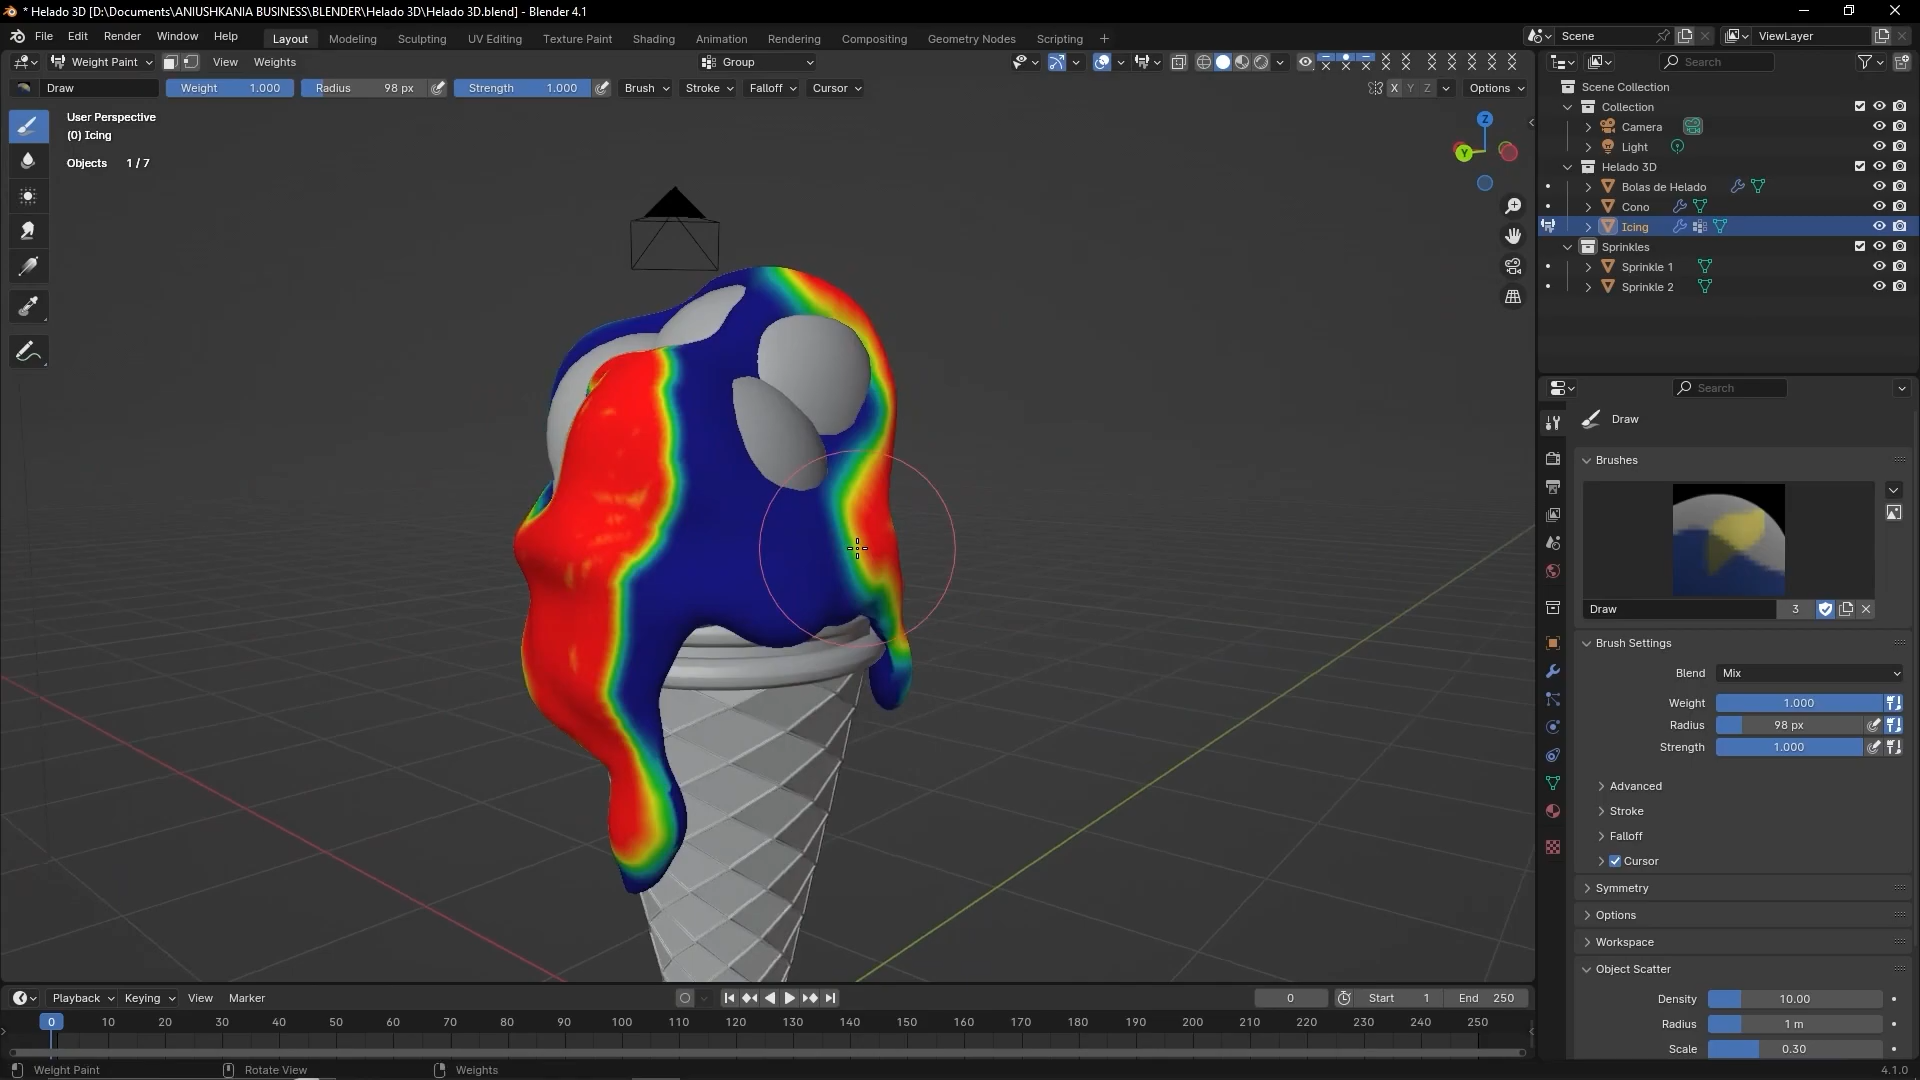 * Helado 3D [D:\Documents\ANIUSHKANIA BUSINESS\BLENDER\Helado 3D\Helado 3D.blend] - Blender 4.1
File Edit Render Window Help Layout Modeling Sculpting UV Editing Texture Paint Shading Animation Rendering Compositing Geometry Nodes Scripting + Scene ViewLayer
Weight Paint View Weights Group Search
Draw Weight 1.000 Radius 98 px Strength 1.000 Brush Stroke Falloff Cursor X Y Z Options
User Perspective
(0) Icing
Objects 1 / 7
Z
Y
Scene Collection
Collection
Camera
Light
Helado 3D
Bolas de Helado
Cono
Icing
Sprinkles
Sprinkle 1
Sprinkle 2
Search
Draw
Brushes
Draw 3
Brush Settings
Blend Mix
Weight 1.000
Radius 98 px
Strength 1.000
Advanced
Stroke
Falloff
Cursor
Symmetry
Options
Workspace
Object Scatter
Density 10.00
Radius 1 m
Scale 0.30
Playback Keying View Marker 0 Start 1 End 250
0 10 20 30 40 50 60 70 80 90 100 110 120 130 140 150 160 170 180 190 200 210 220 230 240 250
Weight Paint Rotate View Weights 4.1.0